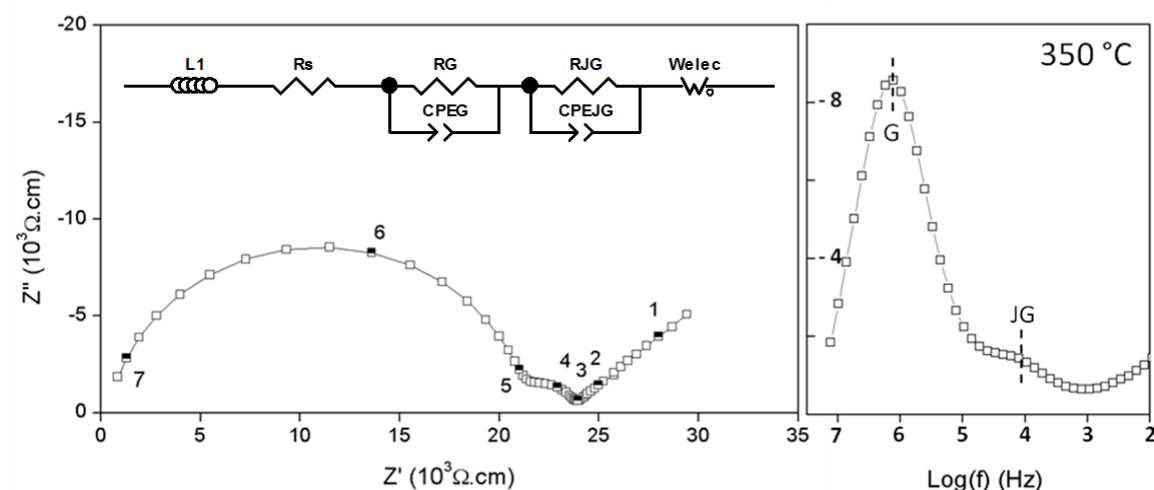 -20
-15
-10
-5
0
Z'' (10³Ω.cm)
L1 Rs RG RJG Welec
CPEG CPEJG
6
7
5
4
3
2
1
0 5 10 15 20 25 30 35
Z' (10³Ω.cm)
350 °C
-8
-4
G
JG
7 6 5 4 3 2
Log(f) (Hz)